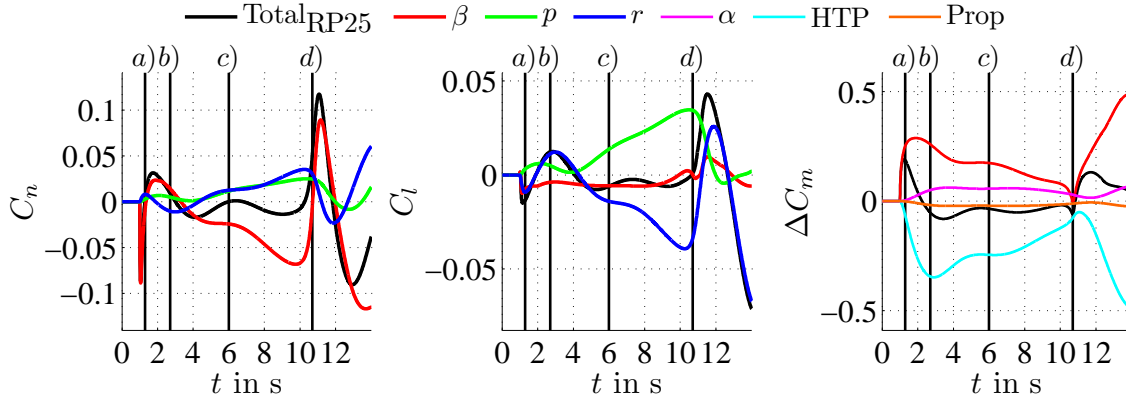 Total RP25 β p r α HTP Prop
a) b) c) d) a) b) c) d) a) b) c) d)
0.1
0.05
0
−0.05
−0.1
C_n
0 2 4 6 8 10 12
t in s
0.05
0
−0.05
C_l
0 2 4 6 8 10 12
t in s
0.5
0
−0.5
ΔC_m
0 2 4 6 8 10 12
t in s